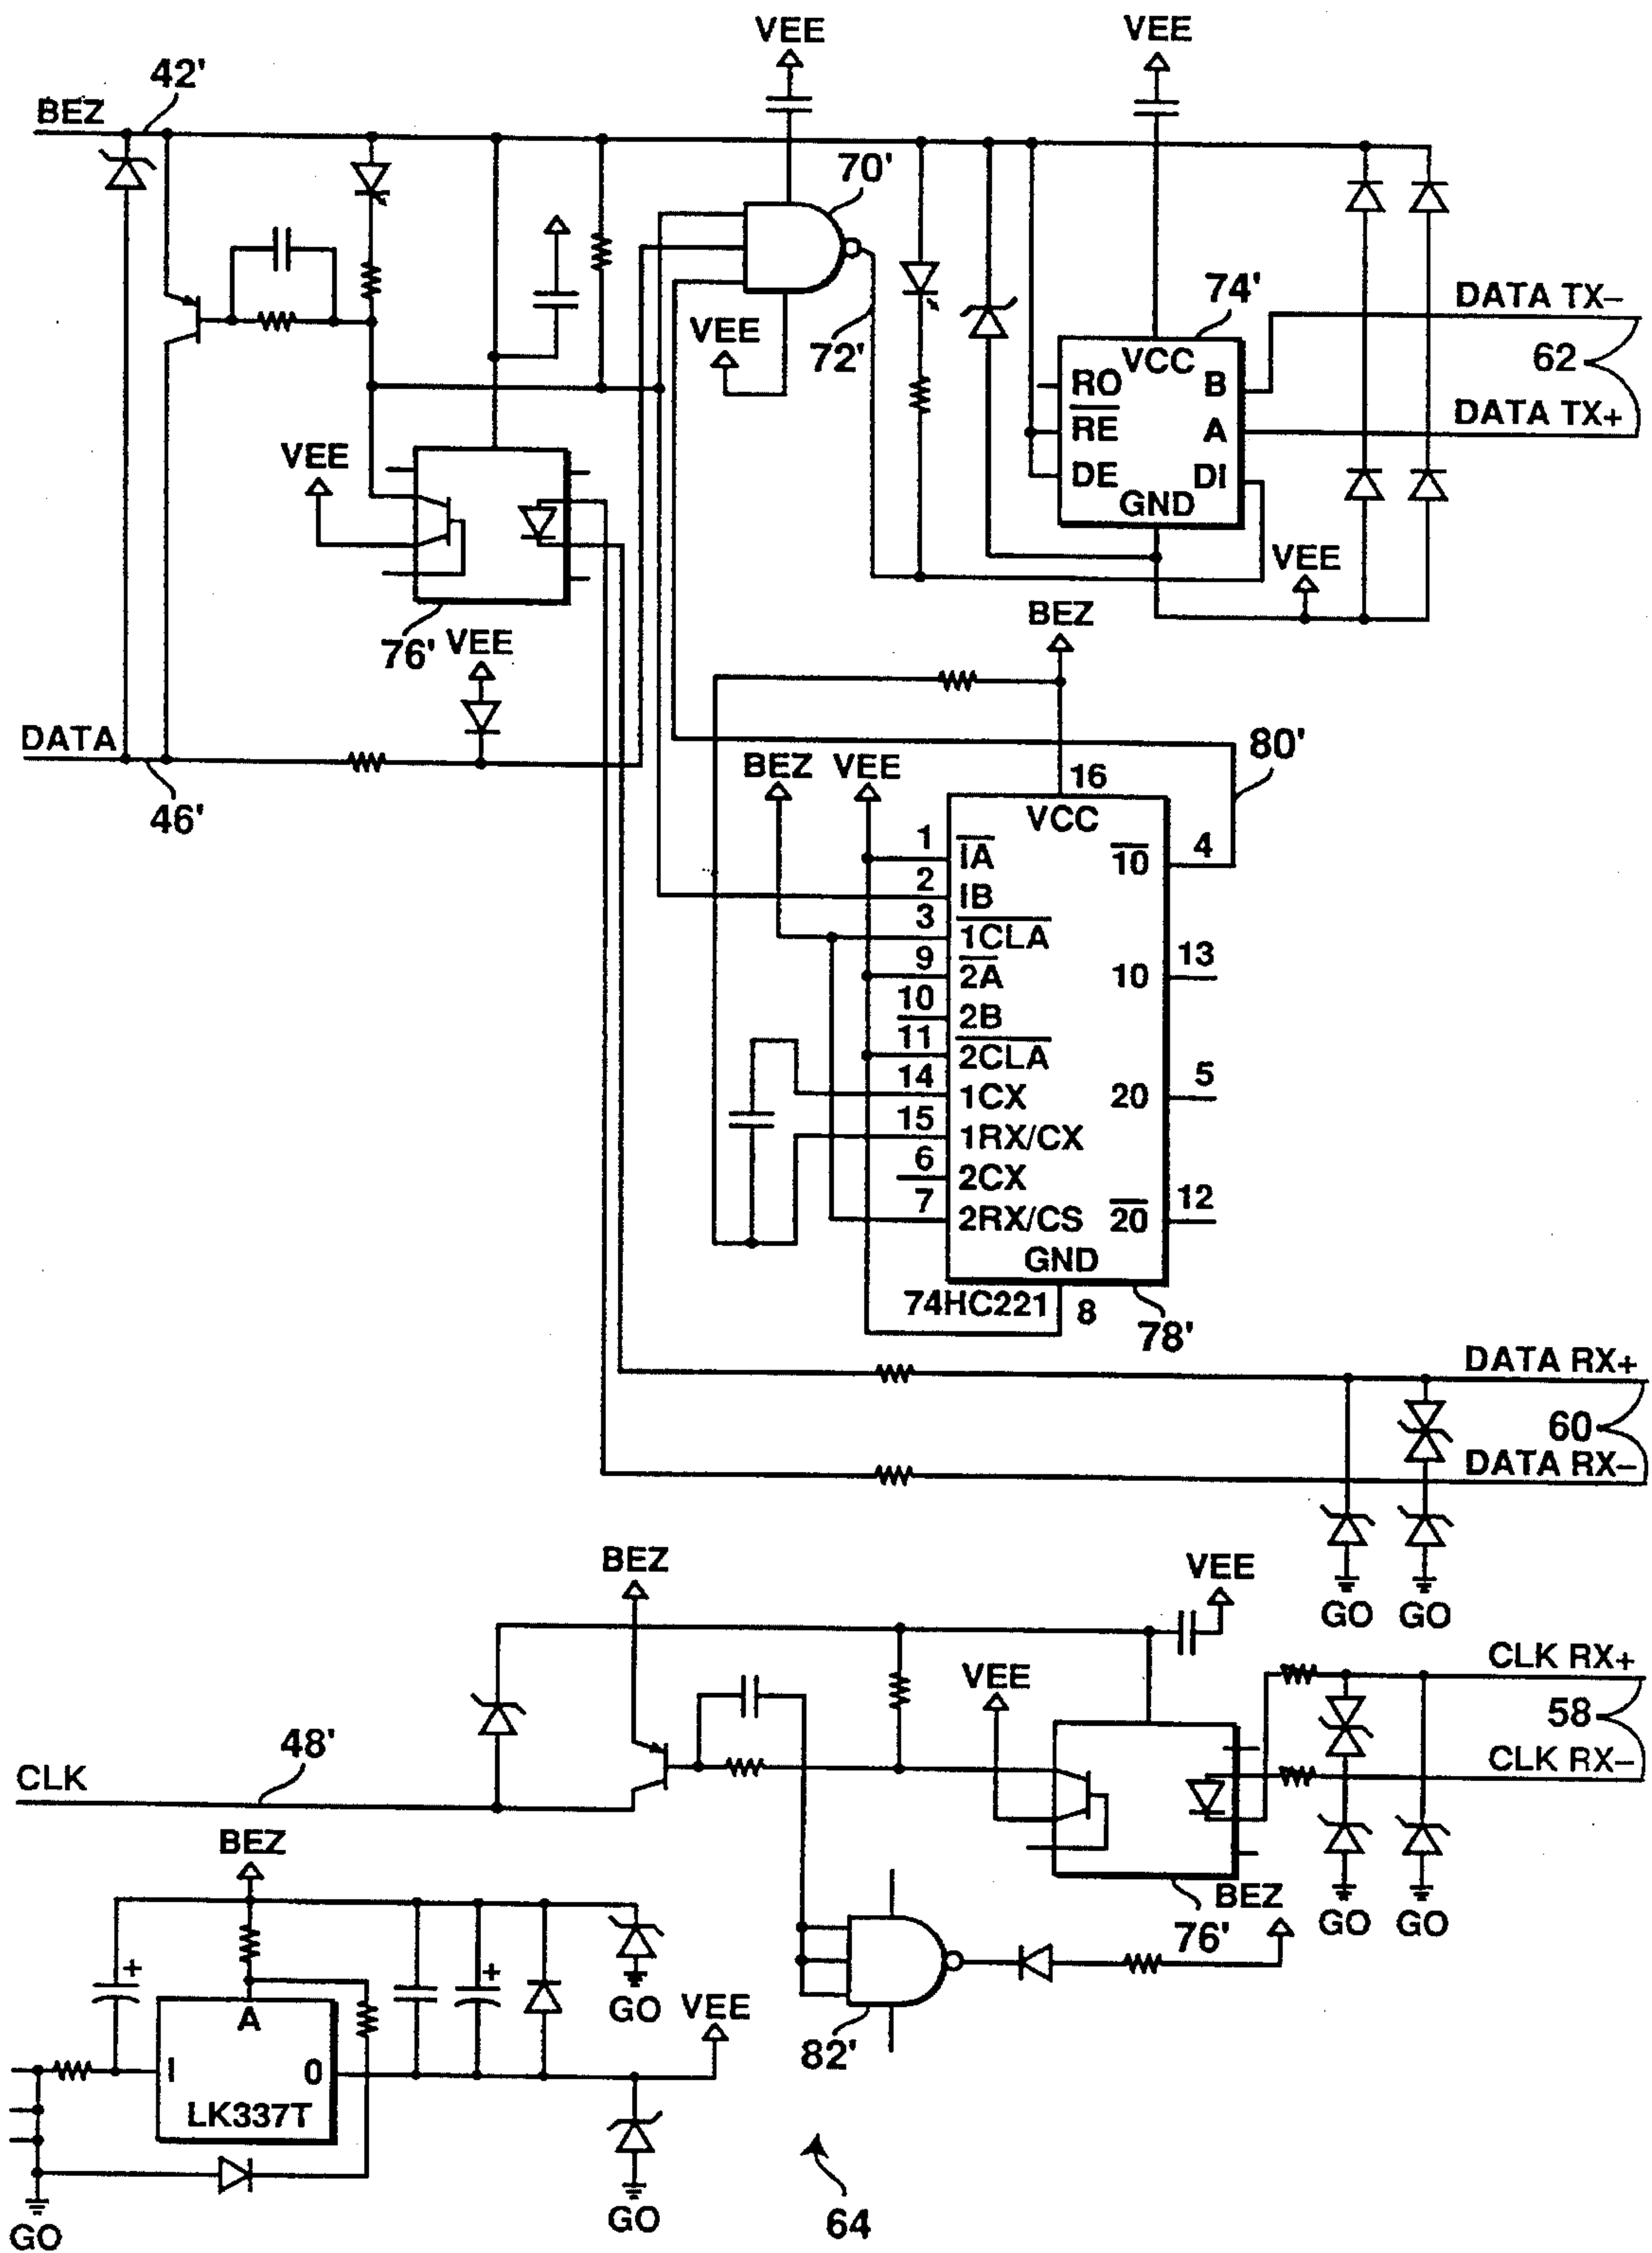 VEE
VEE
42'
BEZ
70'
74'
DATA TX–
VCC
RO
B
62
VEE
72'
RE
A
DATA TX+
DE
DI
GND
VEE
VEE
76'
VEE
BEZ
DATA
46'
80'
BEZ
VEE
16
VCC
1
IA
10
4
2
IB
3
1CLA
9
2A
10
13
10
2B
11
2CLA
14
1CX
20
5
15
1RX/CX
6
2CX
7
2RX/CS
20
12
GND
74HC221
8
78'
DATA RX+
60
DATA RX–
BEZ
VEE
GO
GO
VEE
CLK RX+
58
CLK RX–
CLK
48'
BEZ
76'
BEZ
GO
GO
A
GO
VEE
82'
I
0
LK337T
GO
GO
64